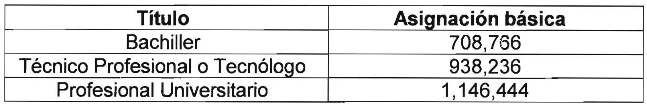 Título Asignación básica
Bachiller 708,766
Técnico Profesional o Tecnólogo 938,236
Profesional Universitario 1,146,444